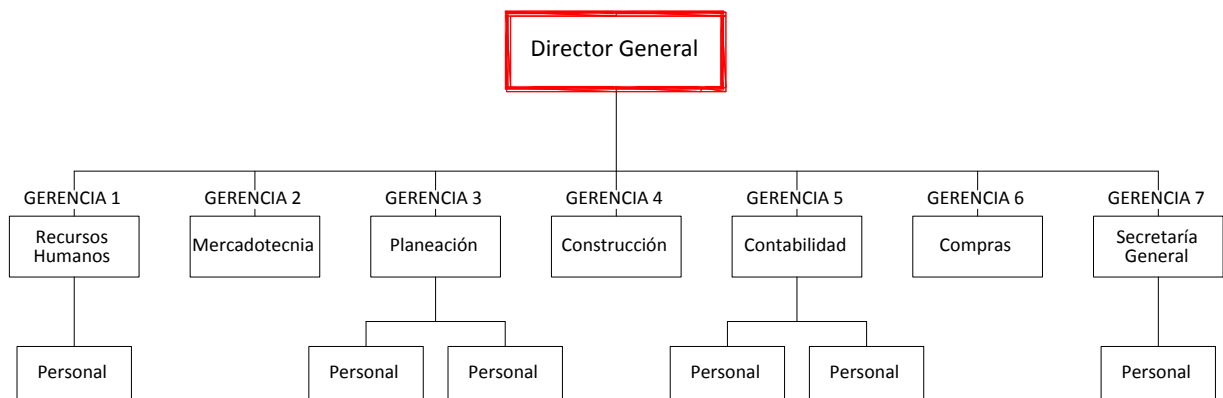 Director General
GERENCIA 1
GERENCIA 2
GERENCIA 3
GERENCIA 4
GERENCIA 5
GERENCIA 6
GERENCIA 7
Recursos
Humanos
Mercadotecnia
Planeación
Construcción
Contabilidad
Compras
Secretaría
General
Personal
Personal
Personal
Personal
Personal
Personal